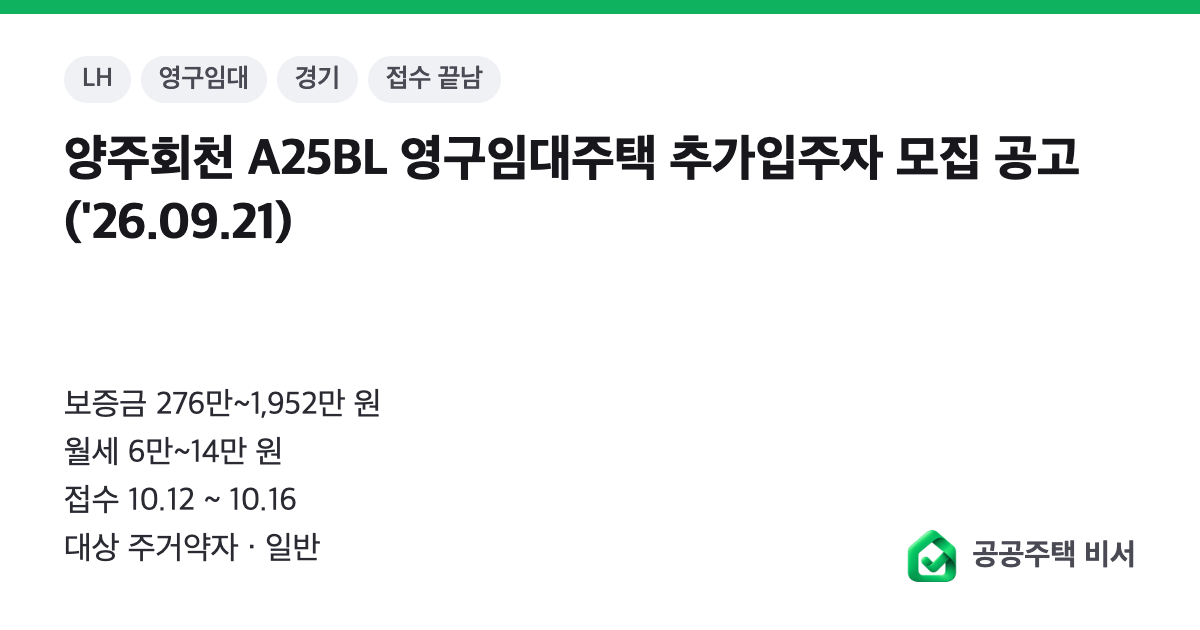 LH 영구임대 경기 접수 끝남
양주회천 A25BL 영구임대주택 추가입주자 모집 공고
('26.09.21)
보증금 276만~1,952만 원
월세 6만~14만 원
접수 10.12 ~ 10.16
대상 주거약자 · 일반
공공주택 비서